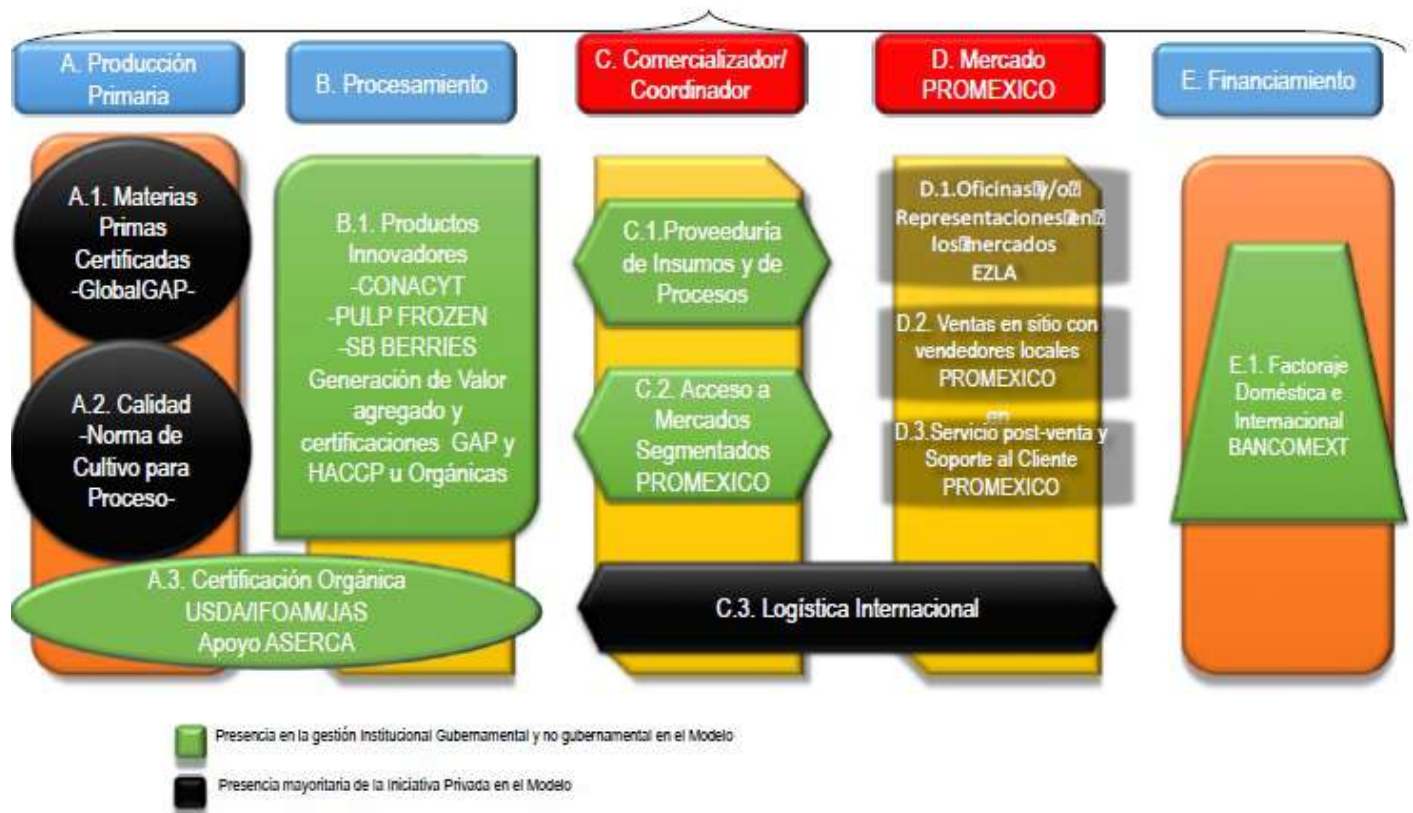 A. Producción
Primaria
B. Procesamiento
C. Comercializador/
Coordinador
D. Mercado
PROMEXICO
E. Financiamiento
A.1. Materias
Primas
Certificadas
-GlobalGAP-
A.2. Calidad
-Norma de
Cultivo para
Proceso-
A.3. Certificación Orgánica
USDA/IFOAM/JAS
Apoyo ASERCA
B.1. Productos
Innovadores
-CONACYT
-PULP FROZEN
-SB BERRIES
Generación de Valor
agregado y
certificaciones GAP y
HACCP u Orgánicas
C.1.Proveeduría
de Insumos y de
Procesos
C.2. Acceso a
Mercados
Segmentados
PROMEXICO
C.3. Logística Internacional
D.1.Oficinas y/o
Representaciones en
los mercados
EZLA
D.2. Ventas en sitio con
vendedores locales
PROMEXICO
en
D.3.Servicio post-venta y
Soporte al Cliente
PROMEXICO
E.1. Factoraje
Doméstica e
Internacional
BANCOMEXT
Presencia en la gestión Institucional Gubernamental y no gubernamental en el Modelo
Presencia mayoritaria de la Iniciativa Privada en el Modelo